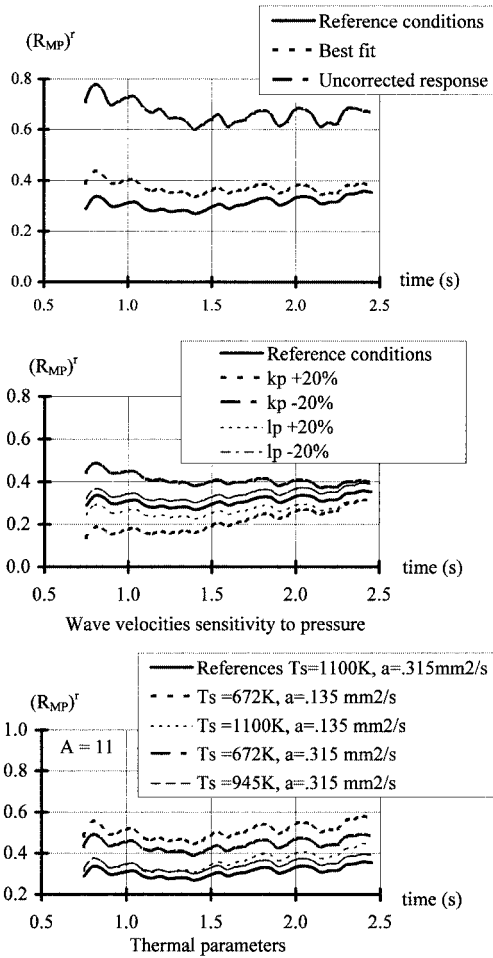 (RMP)r
Reference conditions
Best fit
Uncorrected response
0.8
0.6
0.4
0.2
0.0
time (s)
0.5 1.0 1.5 2.0 2.5
(RMP)r
Reference conditions
kp +20%
kp -20%
lp +20%
lp -20%
0.8
0.6
0.4
0.2
0.0
time (s)
0.5 1.0 1.5 2.0 2.5
Wave velocities sensitivity to pressure
(RMP)r
References Ts=1100K, a=.315mm2/s
Ts =672K, a=.135 mm2/s
Ts =1100K, a=.135 mm2/s
Ts =672K, a=.315 mm2/s
Ts =945K, a=.315 mm2/s
1.0
A = 11
0.8
0.6
0.4
0.2
time (s)
0.5 1.0 1.5 2.0 2.5
Thermal parameters